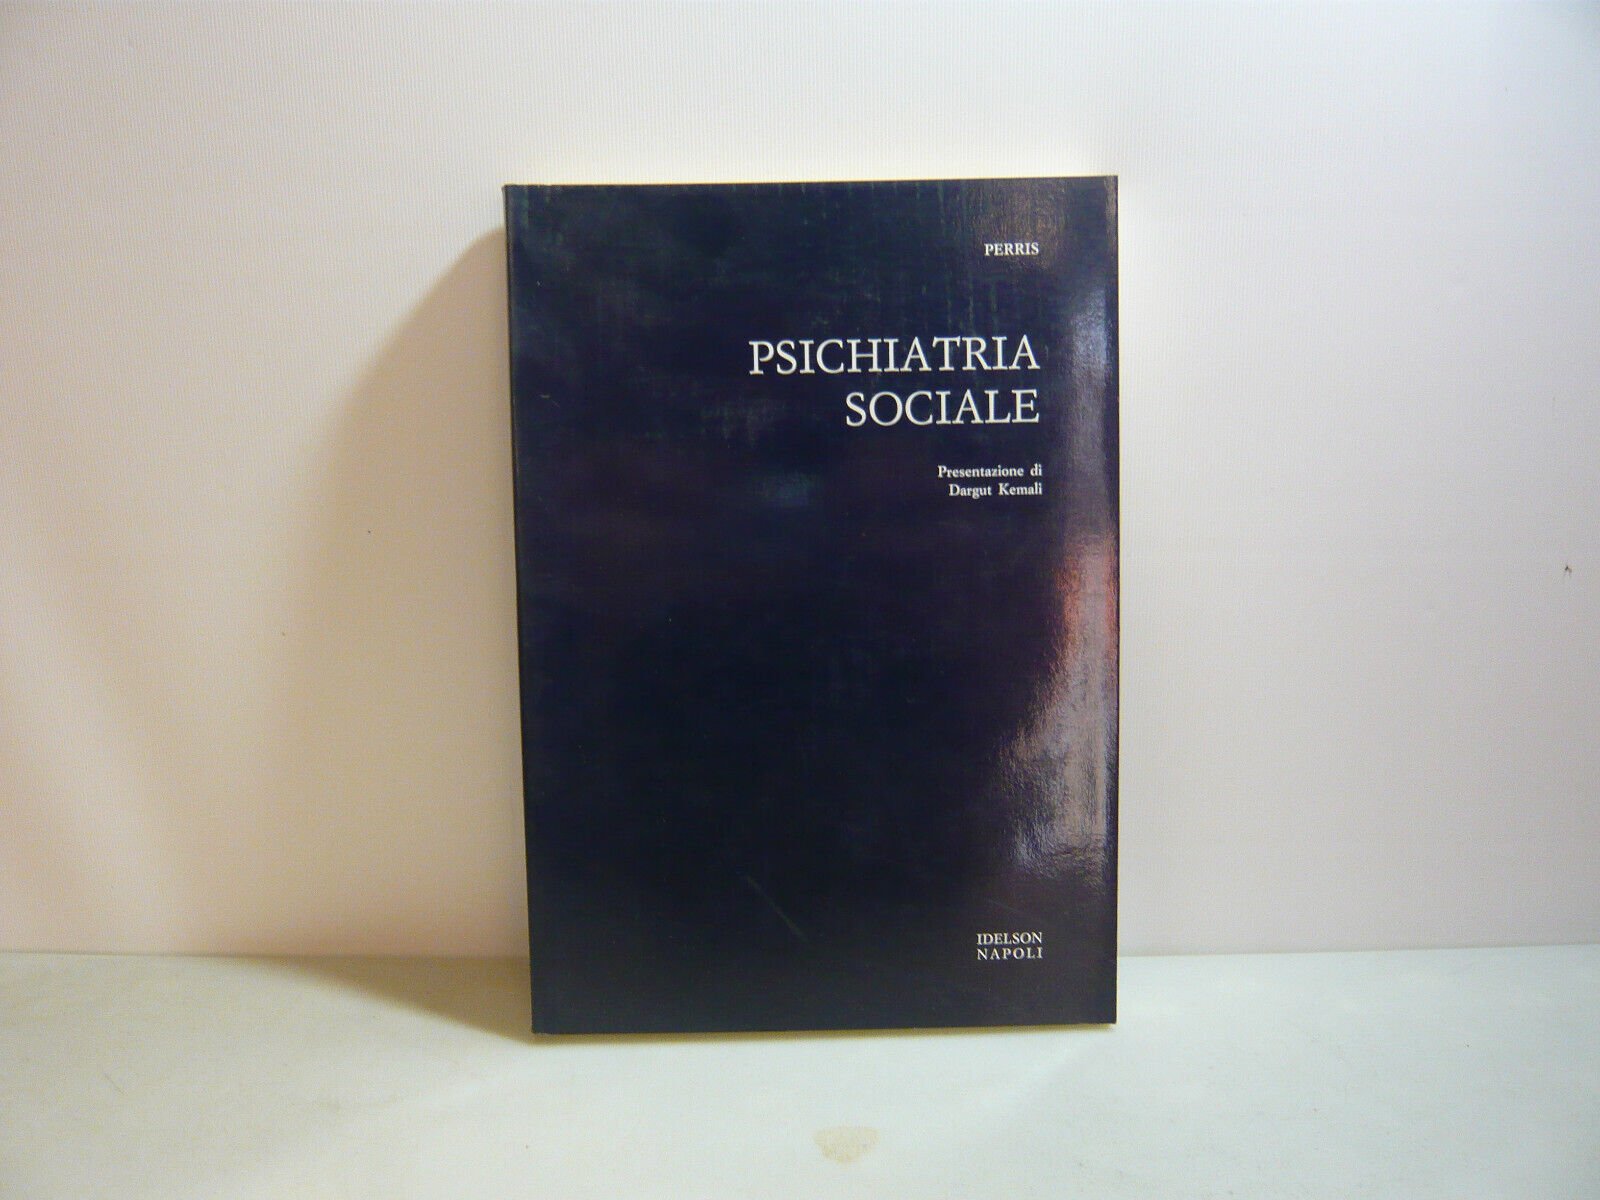 PERRIS
PSICHIATRIA
SOCIALE
Presentazione di
Dargut Kemali
IDELSON
NAPOLI